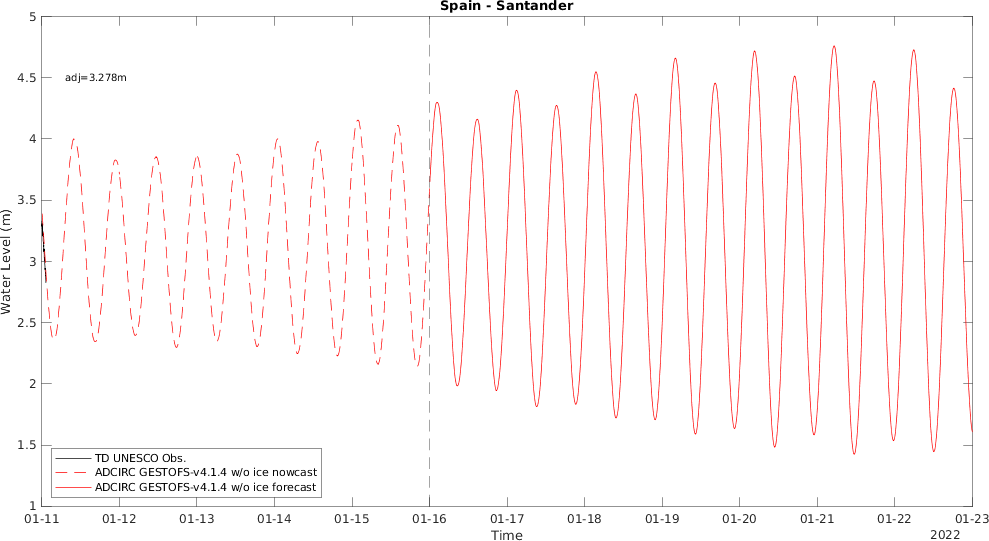 Spain - Santander
adj=3.278m
Water Level (m)
5
4.5
4
3.5
3
2.5
2
1.5
1
TD UNESCO Obs.
ADCIRC GESTOFS-v4.1.4 w/o ice nowcast
ADCIRC GESTOFS-v4.1.4 w/o ice forecast
01-11 01-12 01-13 01-14 01-15 01-16 01-17 01-18 01-19 01-20 01-21 01-22 01-23
Time
2022